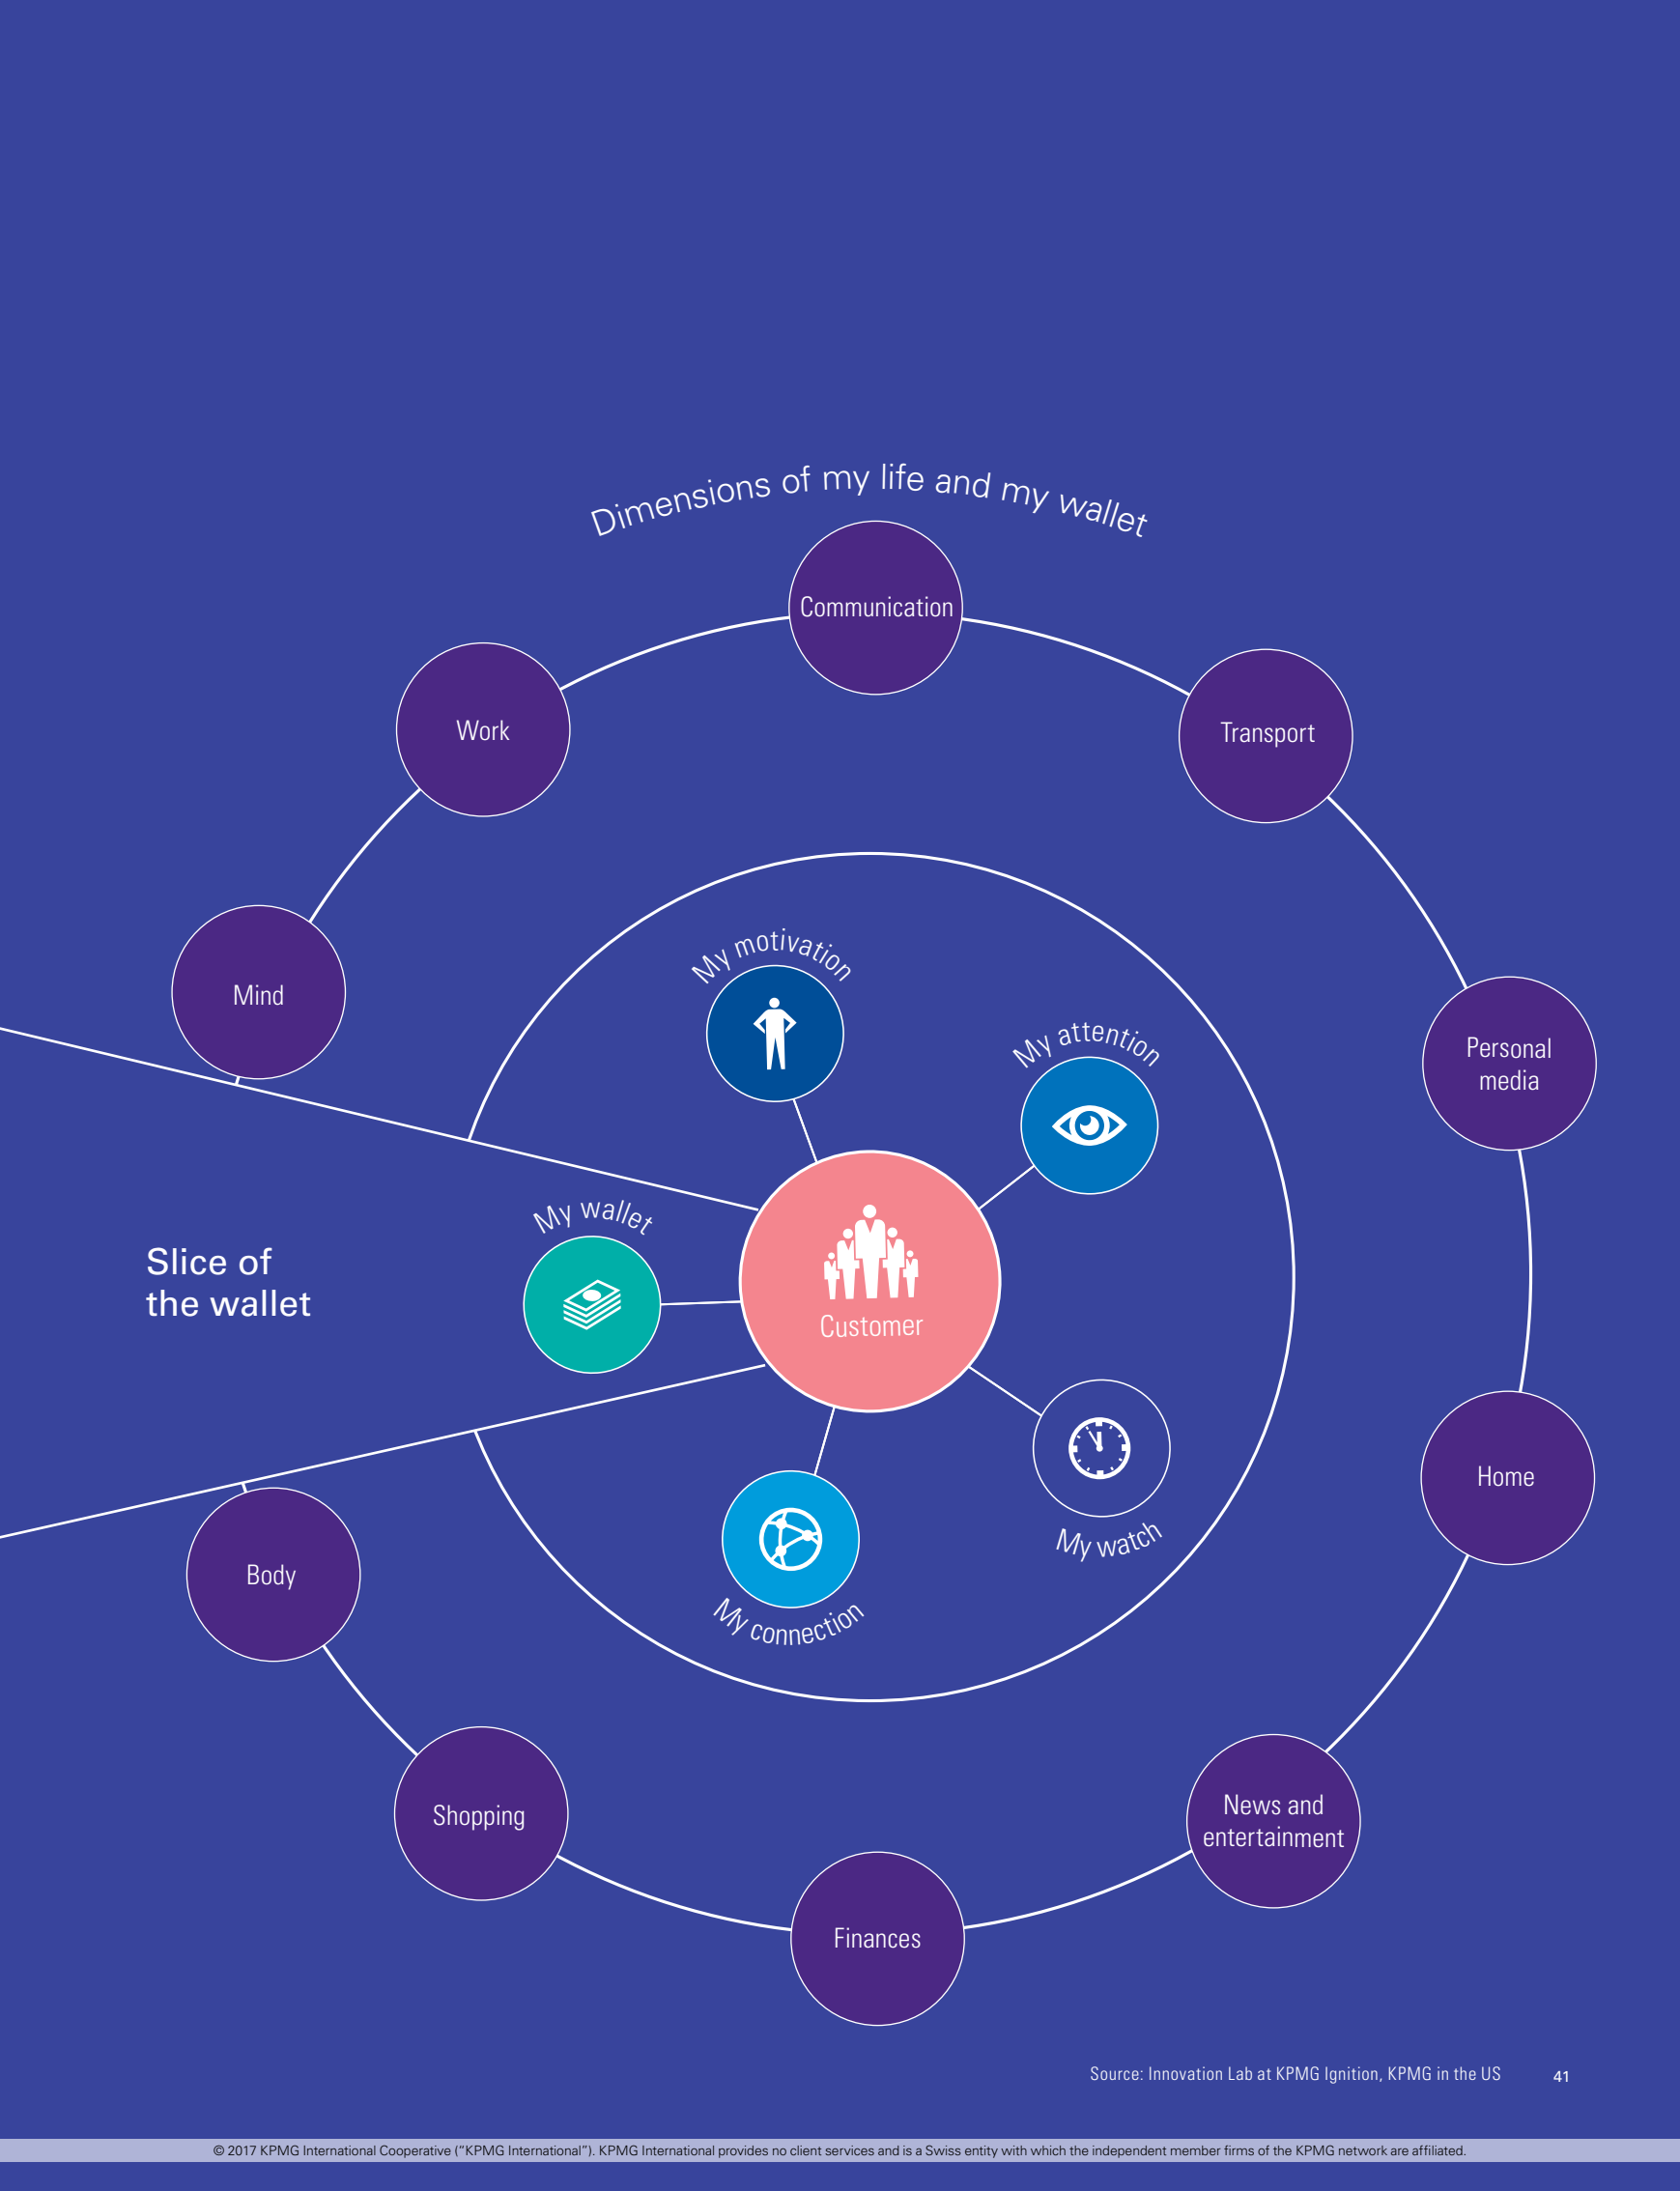 Dimensions of my life and my wallet
Communication
Work
Transport
Mind
Personal
media
My motivation
My attention
My wallet
Slice of
the wallet
Customer
Home
My watch
My connection
Body
Shopping
News and
entertainment
Finances
Source: Innovation Lab at KPMG Ignition, KPMG in the US
41
© 2017 KPMG International Cooperative (“KPMG International”). KPMG International provides no client services and is a Swiss entity with which the independent member firms of the KPMG network are affiliated.